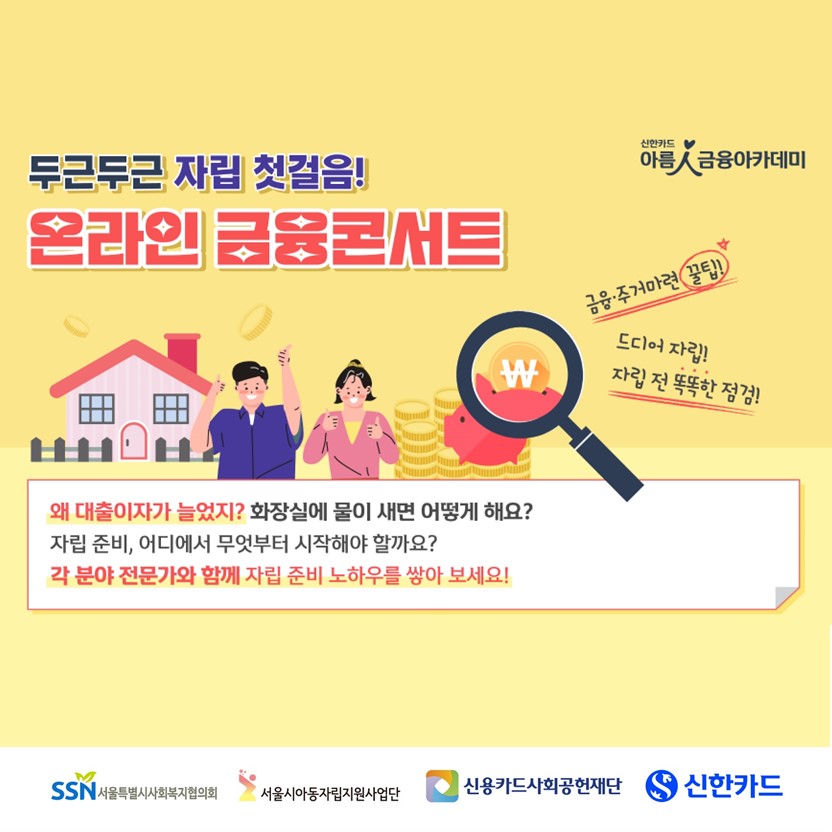 신한카드
아름人금융아카데미
두근두근 자립 첫걸음!
온라인 금융콘서트
금융·주거마련 꿀팁!
드디어 자립!
자립 전 똑똑한 점검!
₩
왜 대출이자가 늘었지? 화장실에 물이 새면 어떻게 해요?
자립 준비, 어디에서 무엇부터 시작해야 할까요?
각 분야 전문가와 함께 자립 준비 노하우를 쌓아 보세요!
SSN 서울특별시사회복지협의회
서울시아동자립지원사업단
신용카드사회공헌재단
신한카드